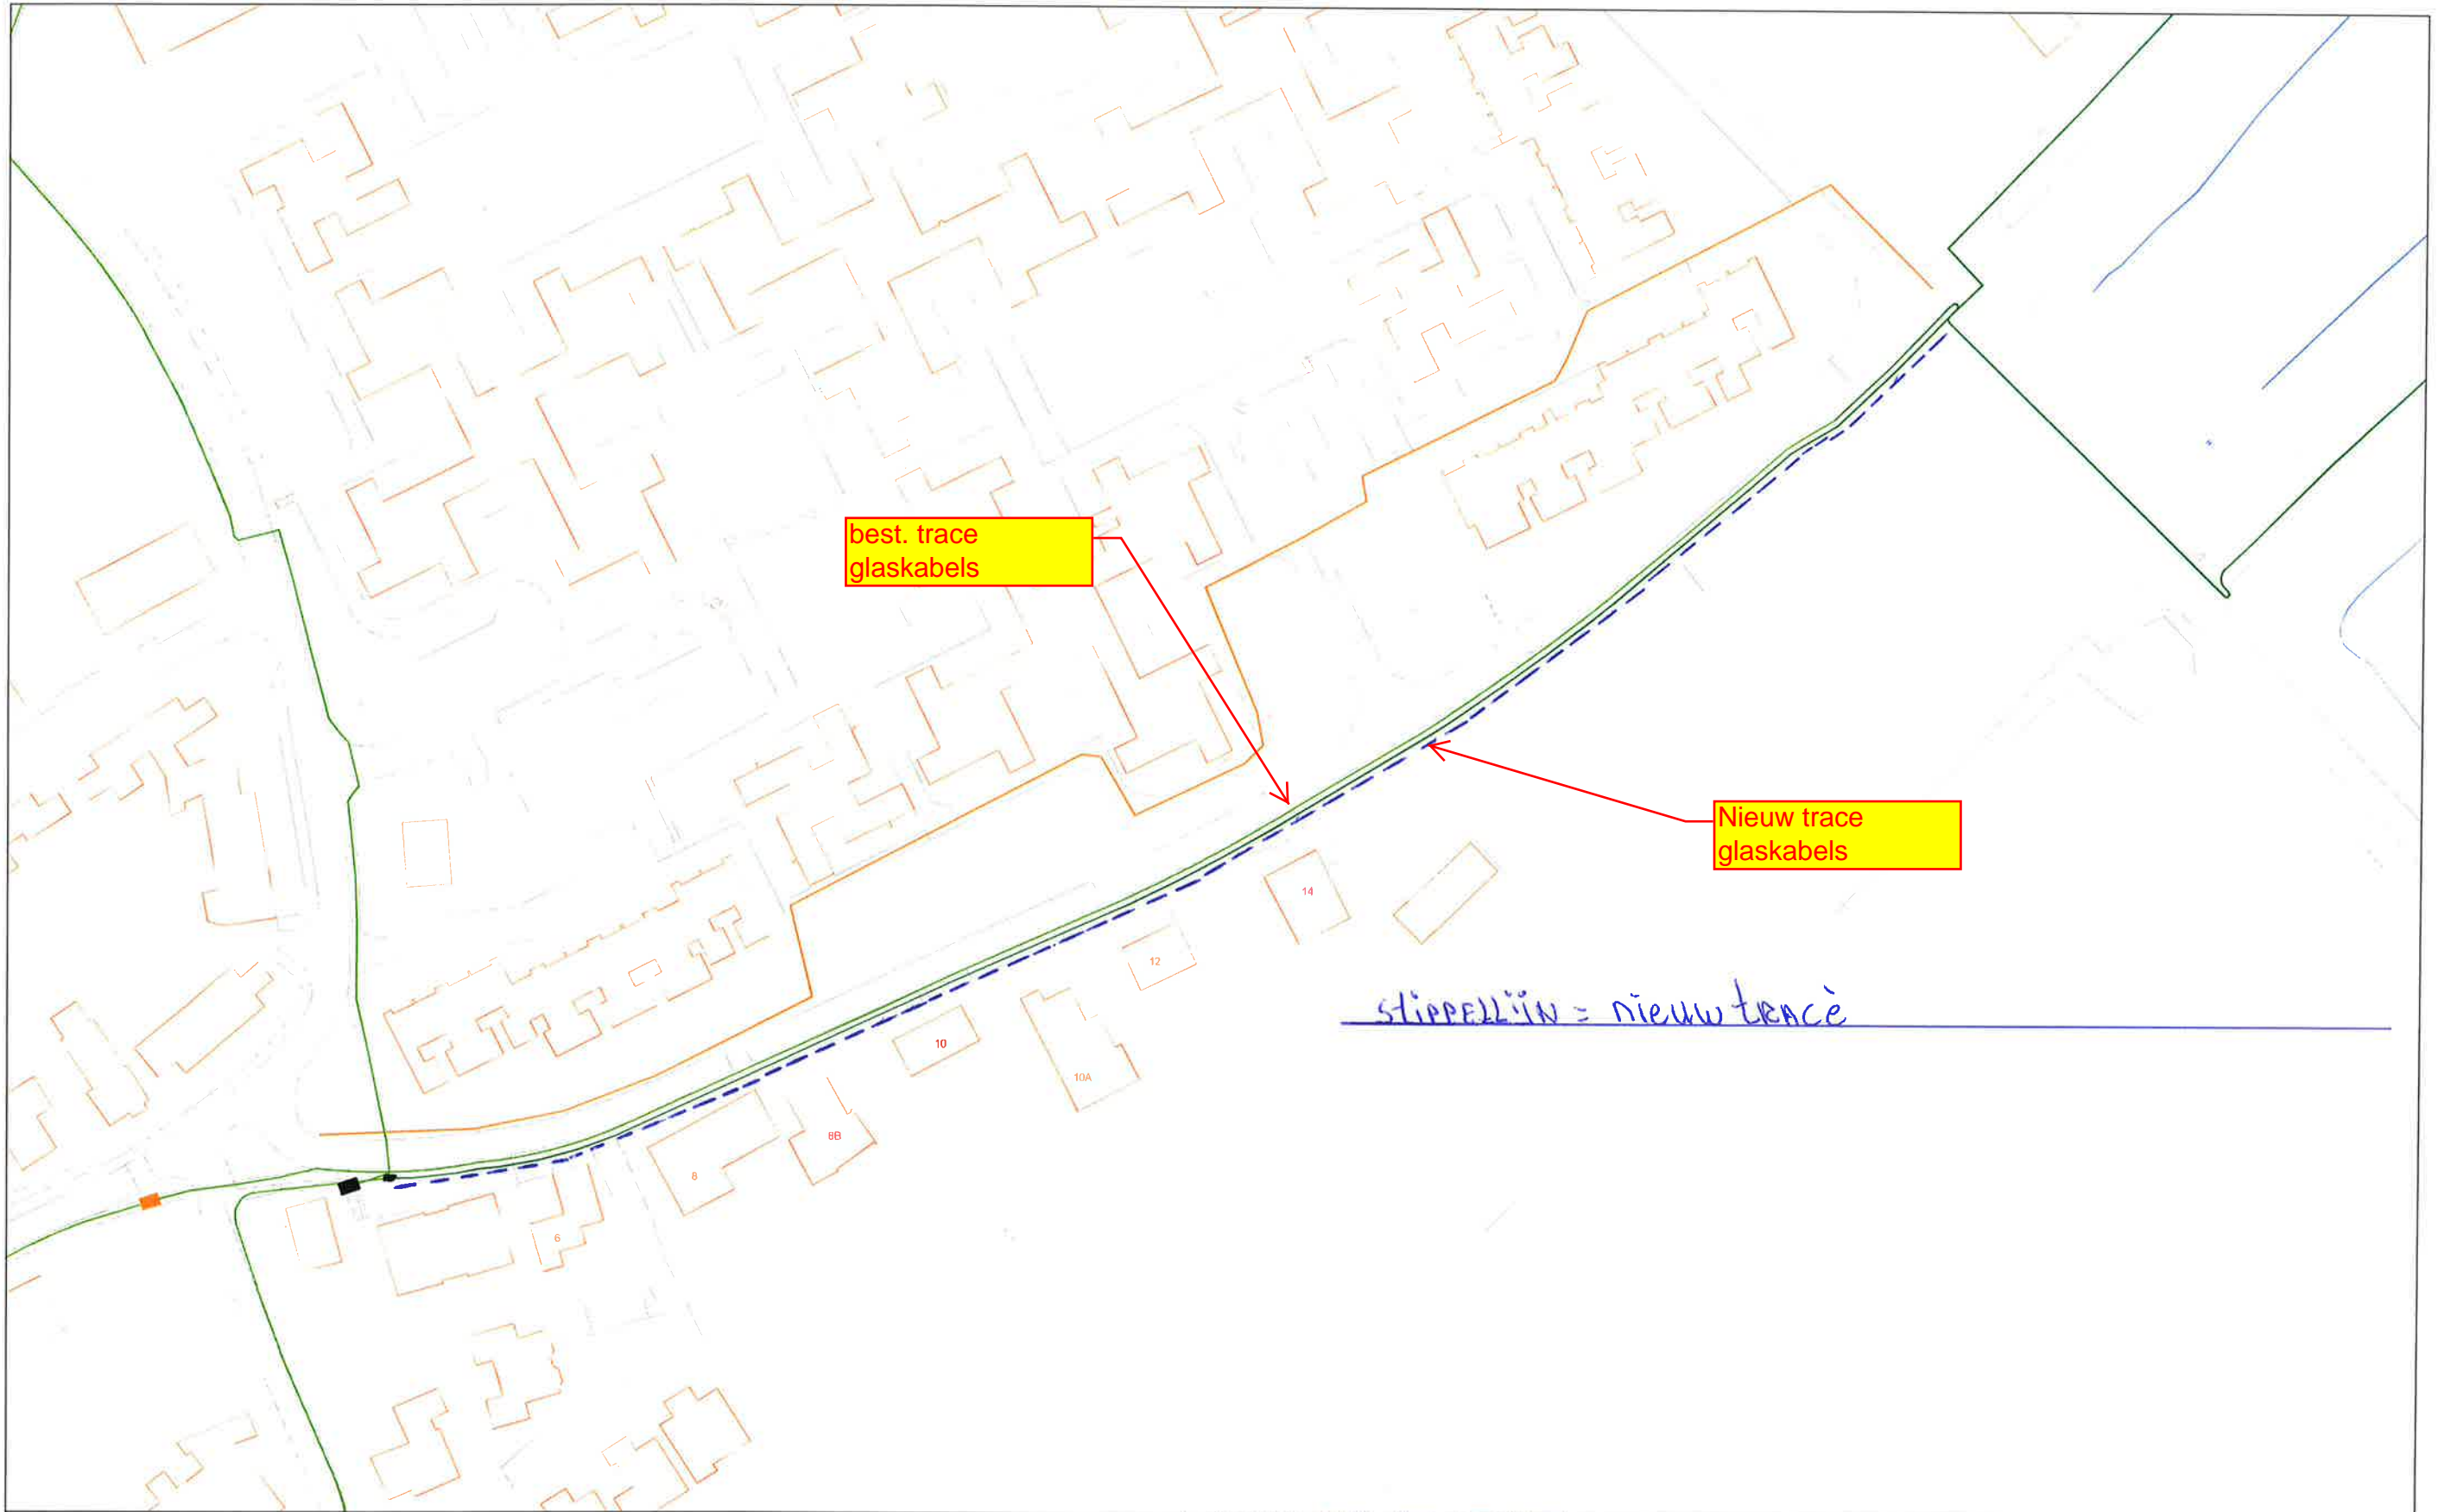 best. trace
glaskabels
Nieuw trace
glaskabels
14
12
stippellijn = nieuw tracè
10
10A
8B
8
6